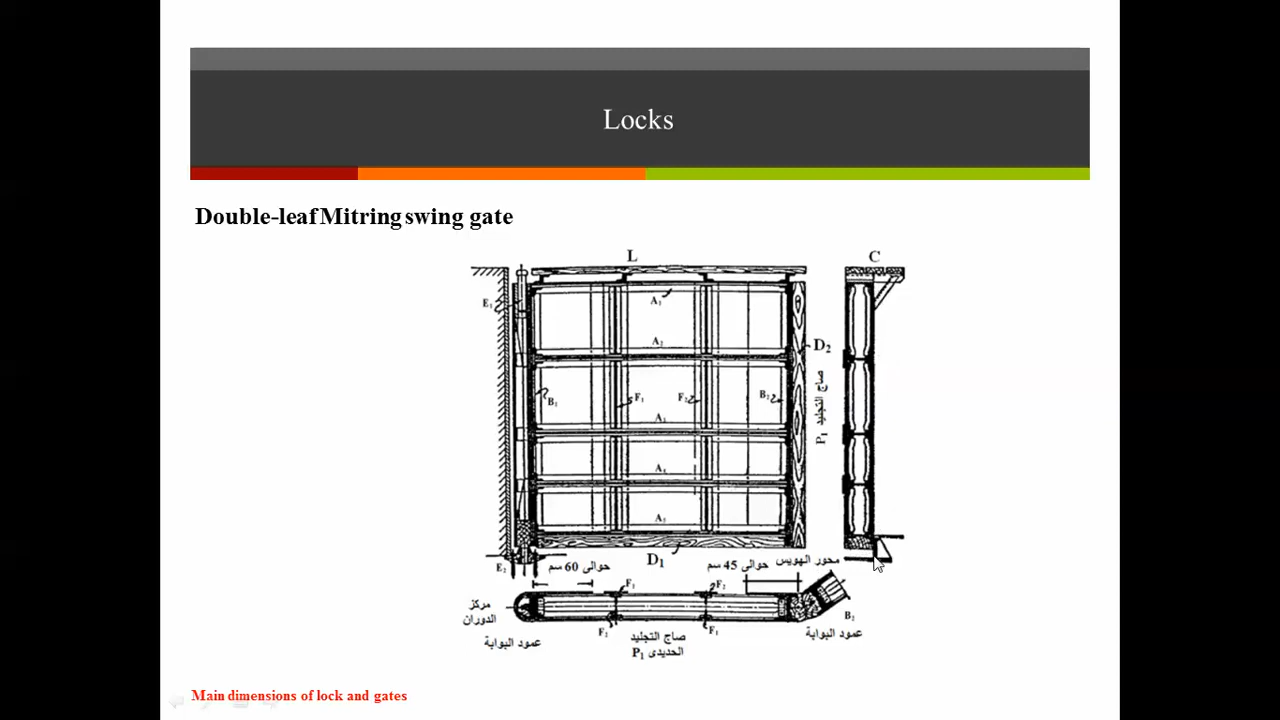 Locks
Double-leaf Mitring swing gate
L
C
E₁
A₁
A₂
D₂
صاج التجليد P₁
B₁
F₁
F₂
B₂
A₃
A₄
A₅
E₂
D₁
حوالى 60 سم
حوالى 45 سم
محور الهويس
F₁
F₂
مركز
الدوران
عمود البوابة
F₂
صاج التجليد
الحديدى P₁
F₁
B₂
عمود البوابة
Main dimensions of lock and gates